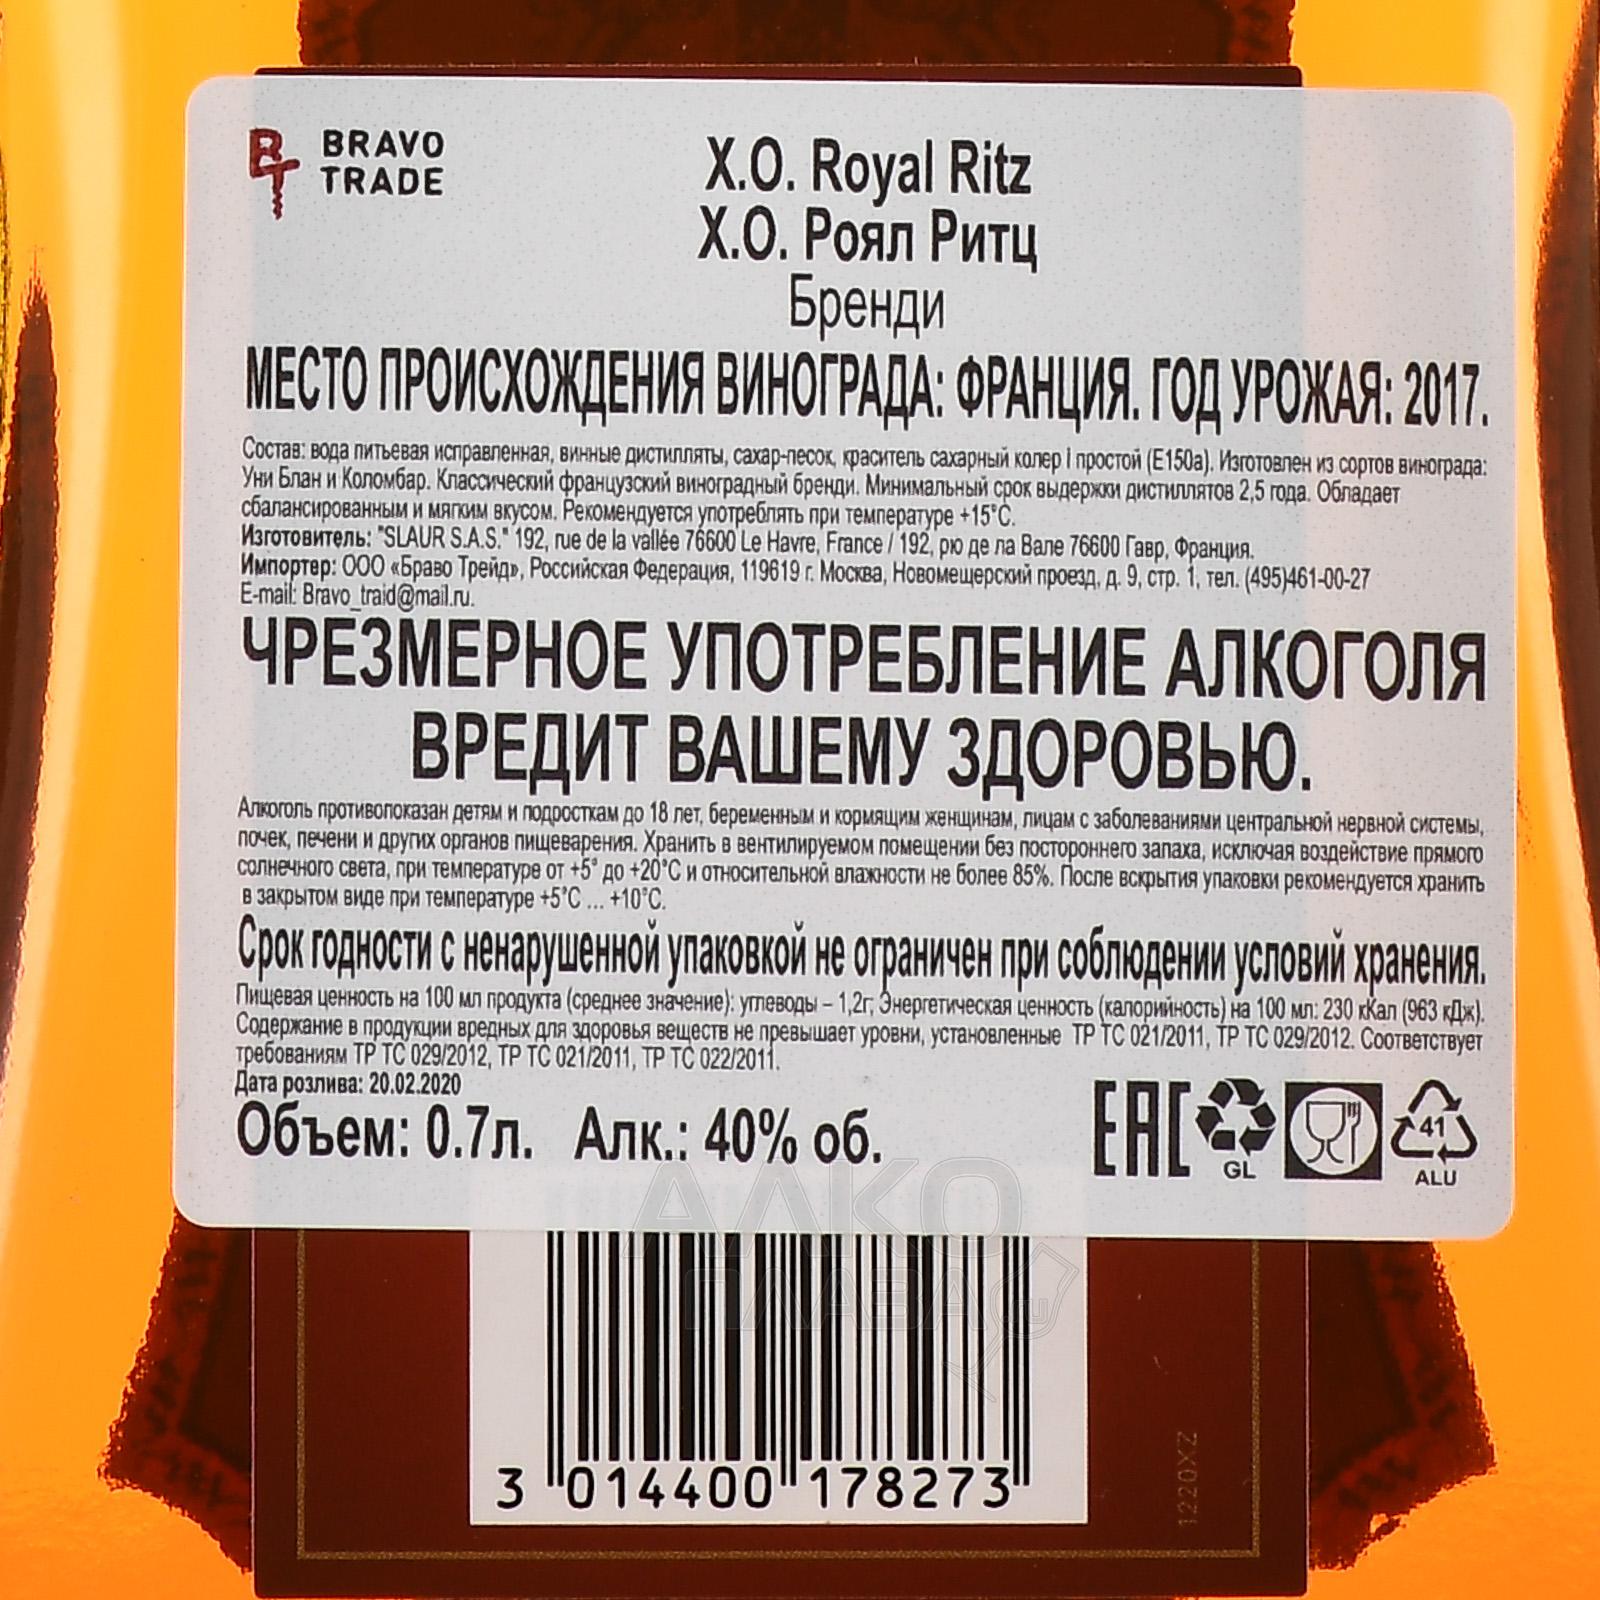 BRAVO
TRADE
X.O. Royal Ritz
Х.О. Роял Ритц
Бренди
МЕСТО ПРОИСХОЖДЕНИЯ ВИНОГРАДА: ФРАНЦИЯ. ГОД УРОЖАЯ: 2017.
Состав: вода питьевая исправленная, винные дистилляты, сахар-песок, краситель сахарный колер I простой (Е150а). Изготовлен из сортов винограда:
Уни Блан и Коломбар. Классический французский виноградный бренди. Минимальный срок выдержки дистиллятов 2,5 года. Обладает
сбалансированным и мягким вкусом. Рекомендуется употреблять при температуре +15°С.
Изготовитель: "SLAUR S.A.S." 192, rue de la vallée 76600 Le Havre, France / 192, рю де ла Вале 76600 Гавр, Франция.
Импортер: ООО «Браво Трейд», Российская Федерация, 119619 г. Москва, Новомещерский проезд, д. 9, стр. 1, тел. (495)461-00-27
E-mail: Bravo_traid@mail.ru.
ЧРЕЗМЕРНОЕ УПОТРЕБЛЕНИЕ АЛКОГОЛЯ
ВРЕДИТ ВАШЕМУ ЗДОРОВЬЮ.
Алкоголь противопоказан детям и подросткам до 18 лет, беременным и кормящим женщинам, лицам с заболеваниями центральной нервной системы,
почек, печени и других органов пищеварения. Хранить в вентилируемом помещении без постороннего запаха, исключая воздействие прямого
солнечного света, при температуре от +5° до +20°С и относительной влажности не более 85%. После вскрытия упаковки рекомендуется хранить
в закрытом виде при температуре +5°С ... +10°С.
Срок годности с ненарушенной упаковкой не ограничен при соблюдении условий хранения.
Пищевая ценность на 100 мл продукта (среднее значение): углеводы – 1,2г; Энергетическая ценность (калорийность) на 100 мл: 230 кКал (963 кДж).
Содержание в продукции вредных для здоровья веществ не превышает уровни, установленные ТР ТС 021/2011, ТР ТС 029/2012. Соответствует
требованиям ТР ТС 029/2012, ТР ТС 021/2011, ТР ТС 022/2011.
Дата розлива: 20.02.2020
Объем: 0.7л. Алк.: 40% об.
ЕАС
GL
41
ALU
АЛКО
ПЛАВА
ru
3 014400 178273
1220XZ